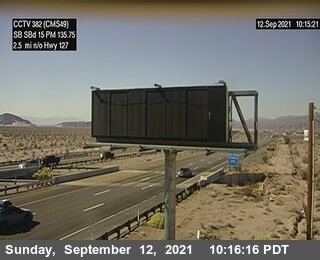 CCTV 382 (CMS49)
SB SBd 15 PM 135.75
2.5 mi n/o Hwy 127
12.Sep 2021 10:15:21
Sunday, September 12, 2021 10:16:16 PDT